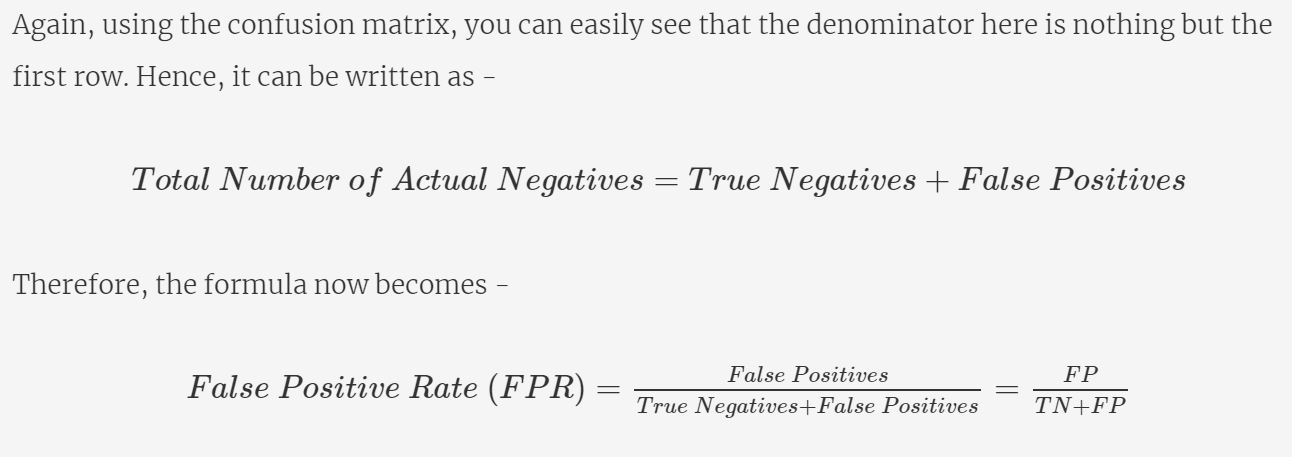 Again, using the confusion matrix, you can easily see that the denominator here is nothing but the
first row. Hence, it can be written as -
Total Number of Actual Negatives = True Negatives + False Positives
Therefore, the formula now becomes -
False Positive Rate (FPR) = False Positives / True Negatives+False Positives = FP / TN+FP